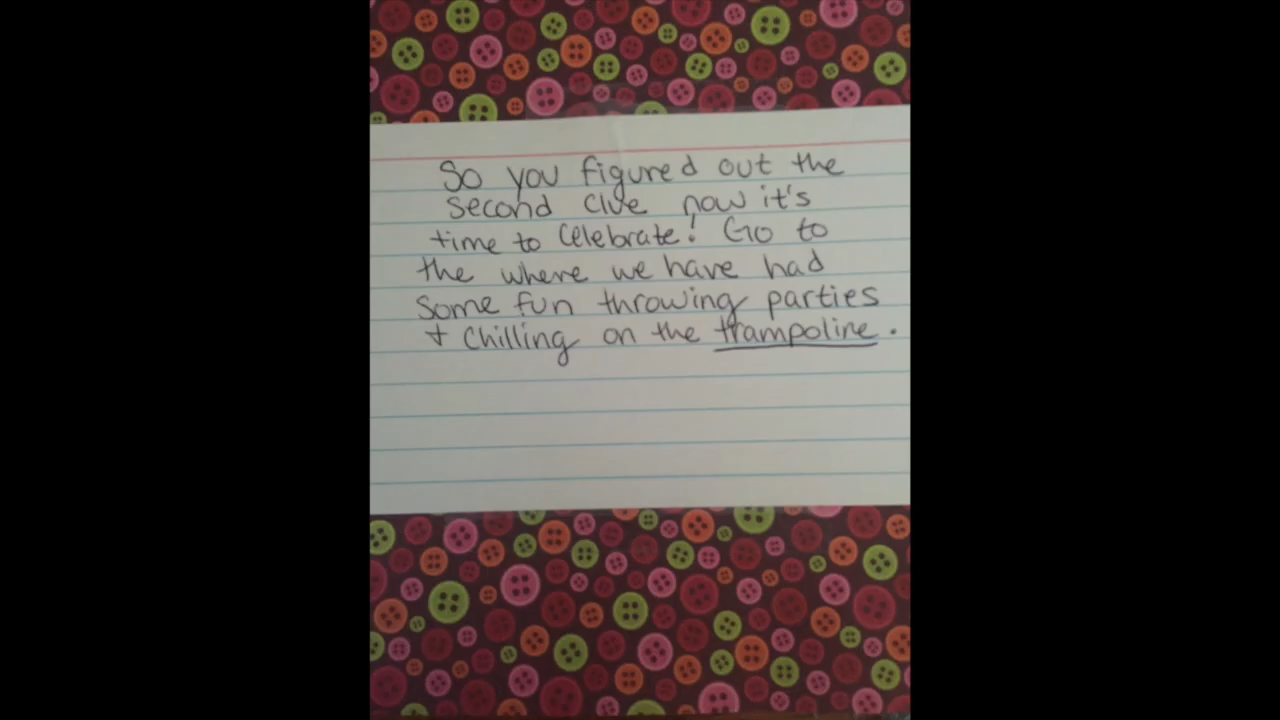 So you figured out the
second clue now it's
time to celebrate! Go to
the where we have had
some fun throwing parties
+ chilling on the trampoline.